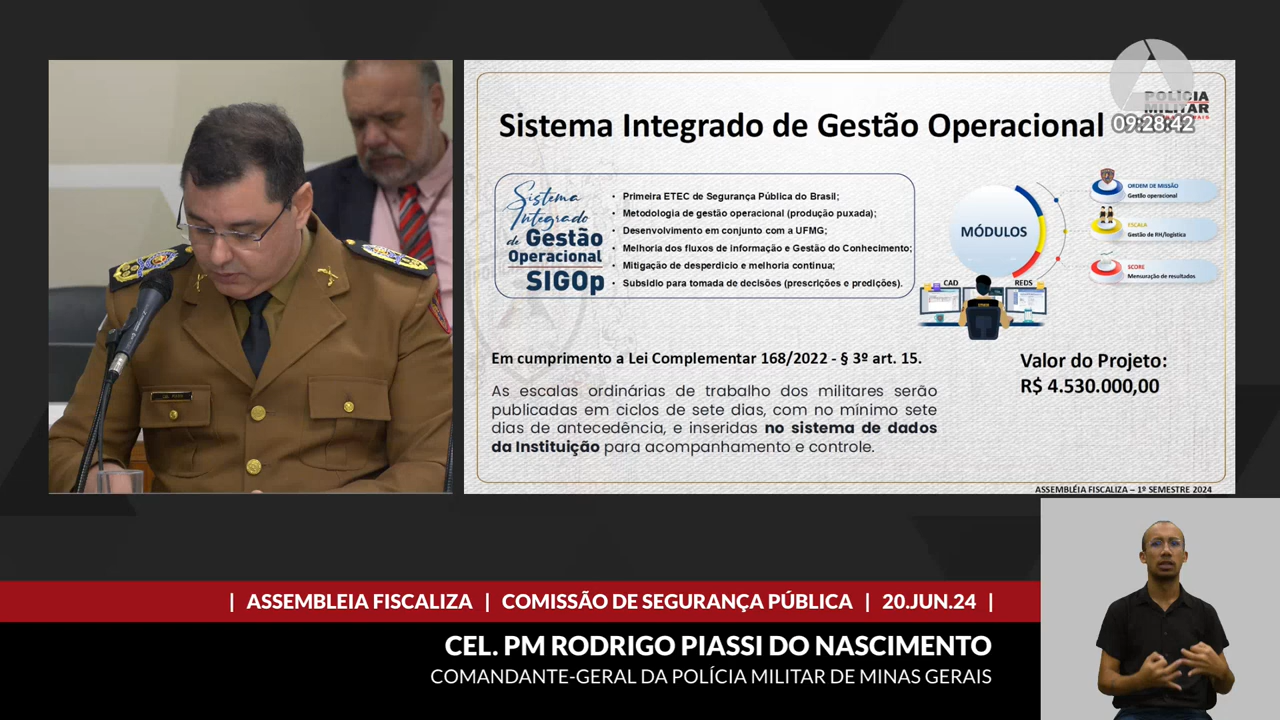 POLÍCIA
MILITAR
09:28:42
Sistema Integrado de Gestão Operacional
Sistema
Integrado
de Gestão
Operacional
SIGOp
• Primeira ETEC de Segurança Pública do Brasil;
• Metodologia de gestão operacional (produção puxada);
• Desenvolvimento em conjunto com a UFMG;
• Melhoria dos fluxos de informação e Gestão do Conhecimento;
• Mitigação de desperdício e melhoria contínua;
• Subsídio para tomada de decisões (prescrições e predições).
MÓDULOS
CAD
REDS
ORDEM DE MISSÃO
Gestão operacional
ESCALA
Gestão de RH/logística
SCORE
Mensuração de resultados
Em cumprimento a Lei Complementar 168/2022 - § 3º art. 15.
As escalas ordinárias de trabalho dos militares serão
publicadas em ciclos de sete dias, com no mínimo sete
dias de antecedência, e inseridas no sistema de dados
da Instituição para acompanhamento e controle.
Valor do Projeto:
R$ 4.530.000,00
ASSEMBLÉIA FISCALIZA – 1º SEMESTRE 2024
| ASSEMBLEIA FISCALIZA | COMISSÃO DE SEGURANÇA PÚBLICA | 20.JUN.24 |
CEL. PM RODRIGO PIASSI DO NASCIMENTO
COMANDANTE-GERAL DA POLÍCIA MILITAR DE MINAS GERAIS